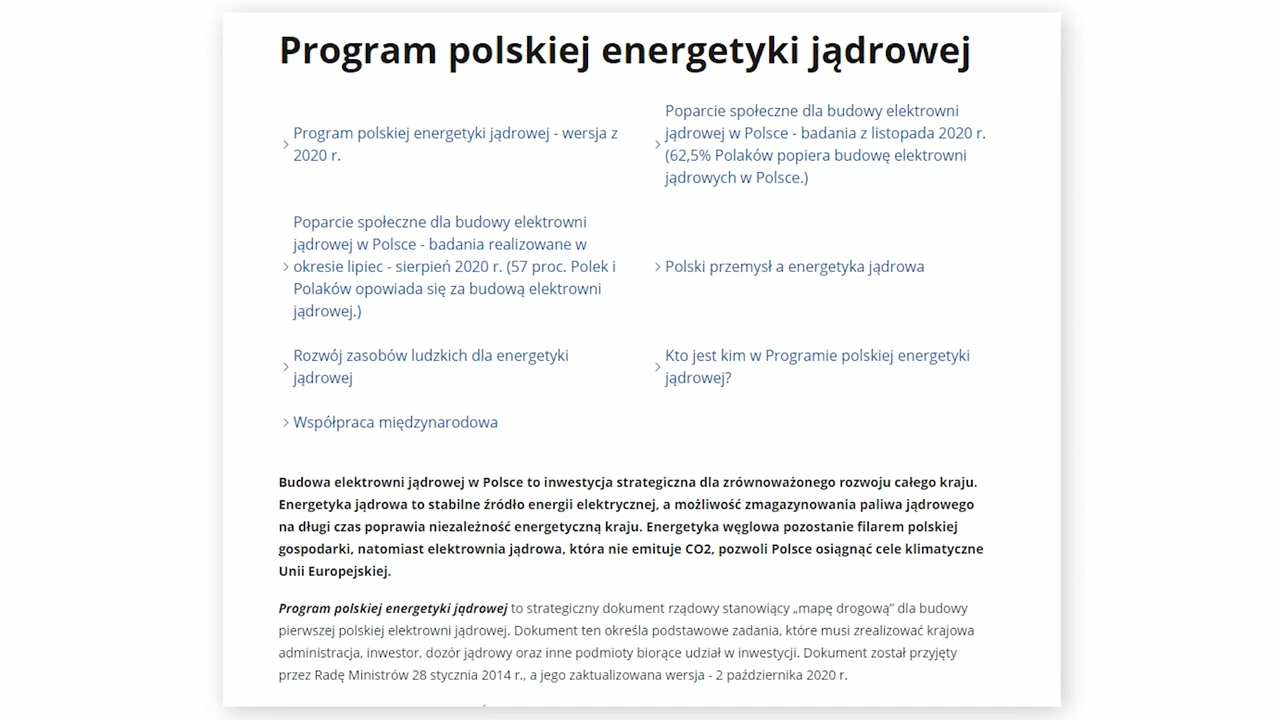 Program polskiej energetyki jądrowej
Program polskiej energetyki jądrowej - wersja z
2020 r.
Poparcie społeczne dla budowy elektrowni
jądrowej w Polsce - badania z listopada 2020 r.
(62,5% Polaków popiera budowę elektrowni
jądrowych w Polsce.)
Poparcie społeczne dla budowy elektrowni
jądrowej w Polsce - badania realizowane w
okresie lipiec - sierpień 2020 r. (57 proc. Polek i
Polaków opowiada się za budową elektrowni
jądrowej.)
Polski przemysł a energetyka jądrowa
Rozwój zasobów ludzkich dla energetyki
jądrowej
Kto jest kim w Programie polskiej energetyki
jądrowej?
Współpraca międzynarodowa
Budowa elektrowni jądrowej w Polsce to inwestycja strategiczna dla zrównoważonego rozwoju całego kraju.
Energetyka jądrowa to stabilne źródło energii elektrycznej, a możliwość zmagazynowania paliwa jądrowego
na długi czas poprawia niezależność energetyczną kraju. Energetyka węglowa pozostanie filarem polskiej
gospodarki, natomiast elektrownia jądrowa, która nie emituje CO2, pozwoli Polsce osiągnąć cele klimatyczne
Unii Europejskiej.
Program polskiej energetyki jądrowej to strategiczny dokument rządowy stanowiący „mapę drogową” dla budowy
pierwszej polskiej elektrowni jądrowej. Dokument ten określa podstawowe zadania, które musi zrealizować krajowa
administracja, inwestor, dozór jądrowy oraz inne podmioty biorące udział w inwestycji. Dokument został przyjęty
przez Radę Ministrów 28 stycznia 2014 r., a jego zaktualizowana wersja - 2 października 2020 r.